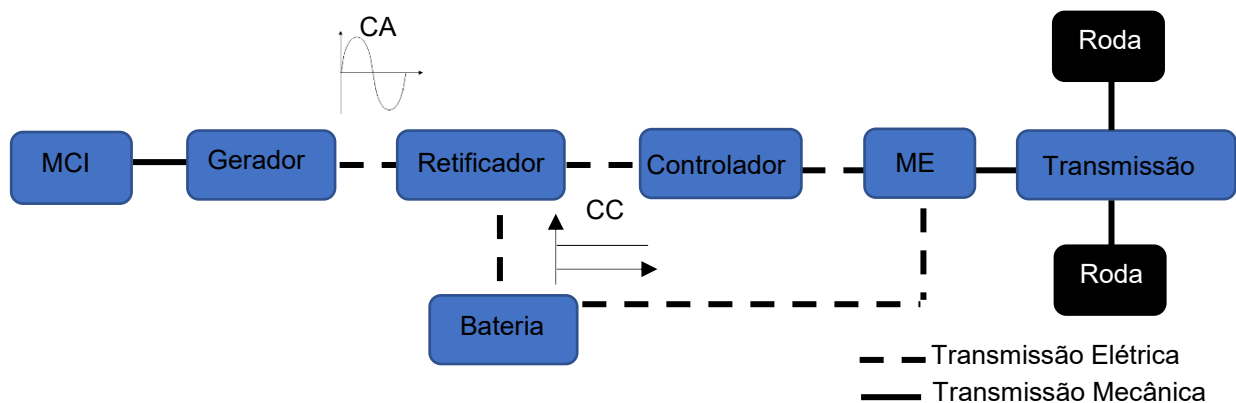 CA
Roda
MCI
Gerador
Retificador
Controlador
ME
Transmissão
CC
Bateria
Roda
Transmissão Elétrica
Transmissão Mecânica